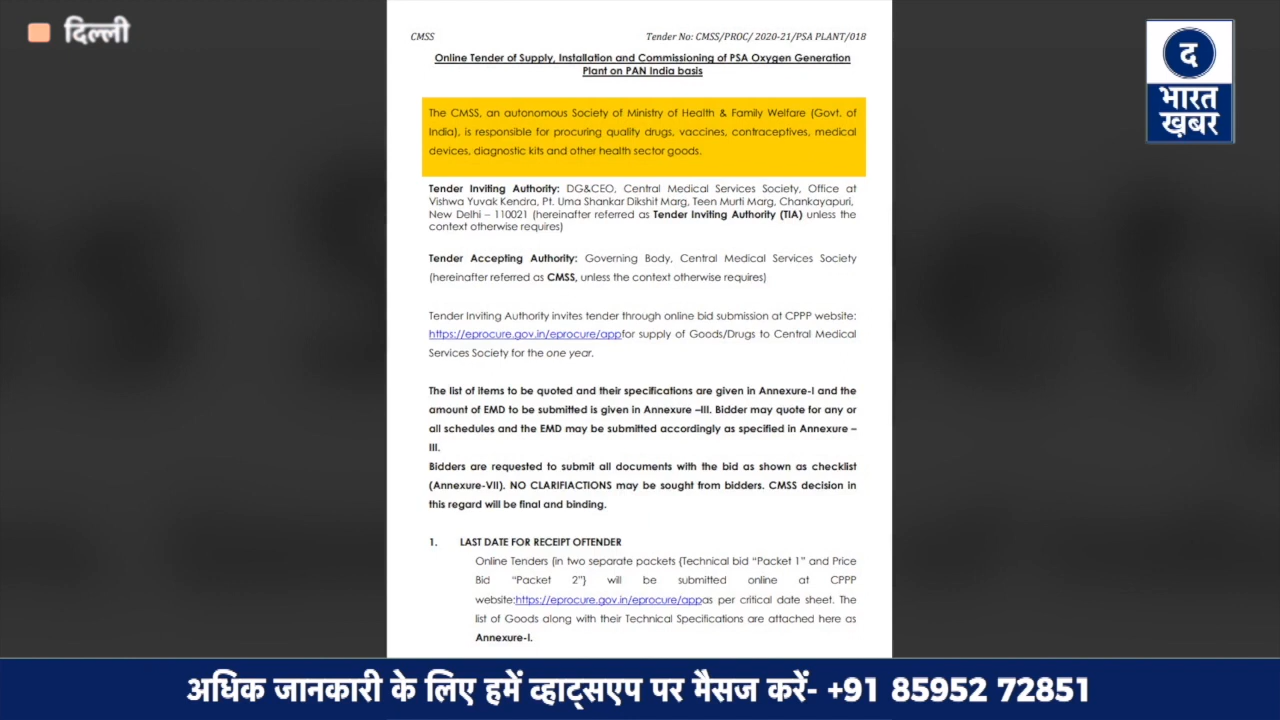 दिल्ली
CMSS Tender No: CMSS/PROC/ 2020-21/PSA PLANT/018
Online Tender of Supply, Installation and Commissioning of PSA Oxygen Generation
Plant on PAN India basis
The CMSS, an autonomous Society of Ministry of Health & Family Welfare (Govt. of
India), is responsible for procuring quality drugs, vaccines, contraceptives, medical
devices, diagnostic kits and other health sector goods.
Tender Inviting Authority: DG&CEO, Central Medical Services Society, Office at
Vishwa Yuvak Kendra, Pt. Uma Shankar Dikshit Marg, Teen Murti Marg, Chankayapuri,
New Delhi – 110021 (hereinafter referred as Tender Inviting Authority (TIA) unless the
context otherwise requires)
Tender Accepting Authority: Governing Body, Central Medical Services Society
(hereinafter referred as CMSS, unless the context otherwise requires)
Tender Inviting Authority invites tender through online bid submission at CPPP website:
https://eprocure.gov.in/eprocure/appfor supply of Goods/Drugs to Central Medical
Services Society for the one year.
The list of items to be quoted and their specifications are given in Annexure-I and the
amount of EMD to be submitted is given in Annexure –III. Bidder may quote for any or
all schedules and the EMD may be submitted accordingly as specified in Annexure –
III.
Bidders are requested to submit all documents with the bid as shown as checklist
(Annexure-VII). NO CLARIFIACTIONS may be sought from bidders. CMSS decision in
this regard will be final and binding.
1. LAST DATE FOR RECEIPT OFTENDER
Online Tenders {in two separate packets {Technical bid “Packet 1” and Price
Bid “Packet 2”} will be submitted online at CPPP
website:https://eprocure.gov.in/eprocure/appas per critical date sheet. The
list of Goods along with their Technical Specifications are attached here as
Annexure-I.
द
भारत
ख़बर
अधिक जानकारी के लिए हमें व्हाट्सएप पर मैसज करें- +91 85952 72851